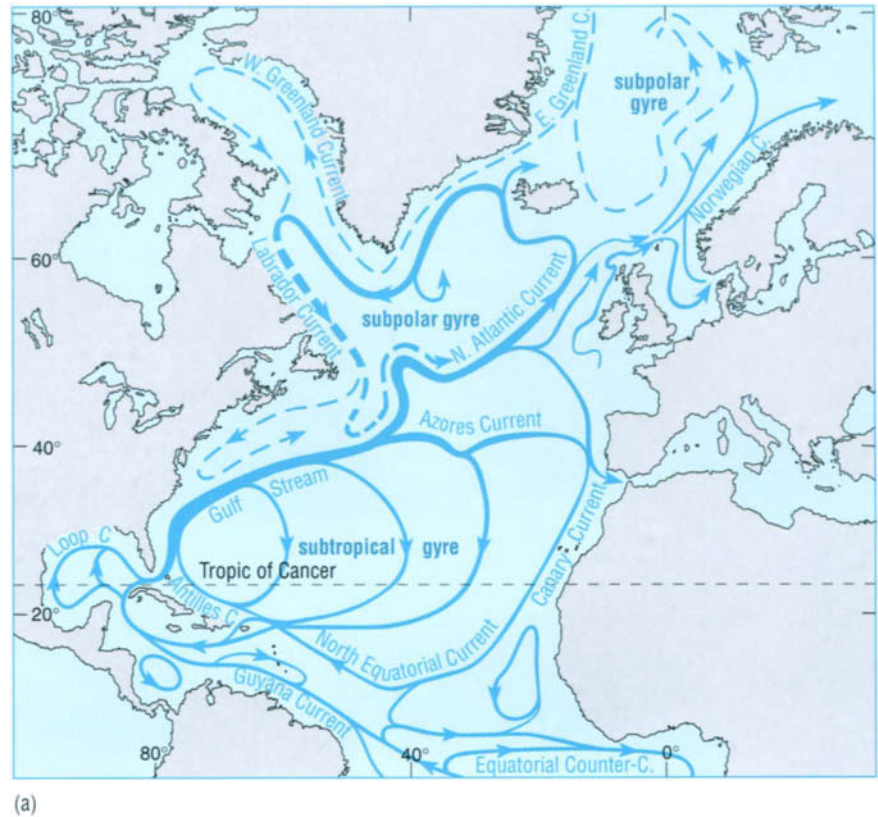 80
W. Greenland Current
E. Greenland C.
subpolar
gyre
Norwegian C.
60°
Labrador Current
subpolar gyre
N. Atlantic Current
40°
Azores Current
Gulf Stream
Loop C
subtropical gyre
Canary Current
Tropic of Cancer
Antilles C
20°
North Equatorial Current
Guyana Current
80°
40°
0°
Equatorial Counter-C.
(a)